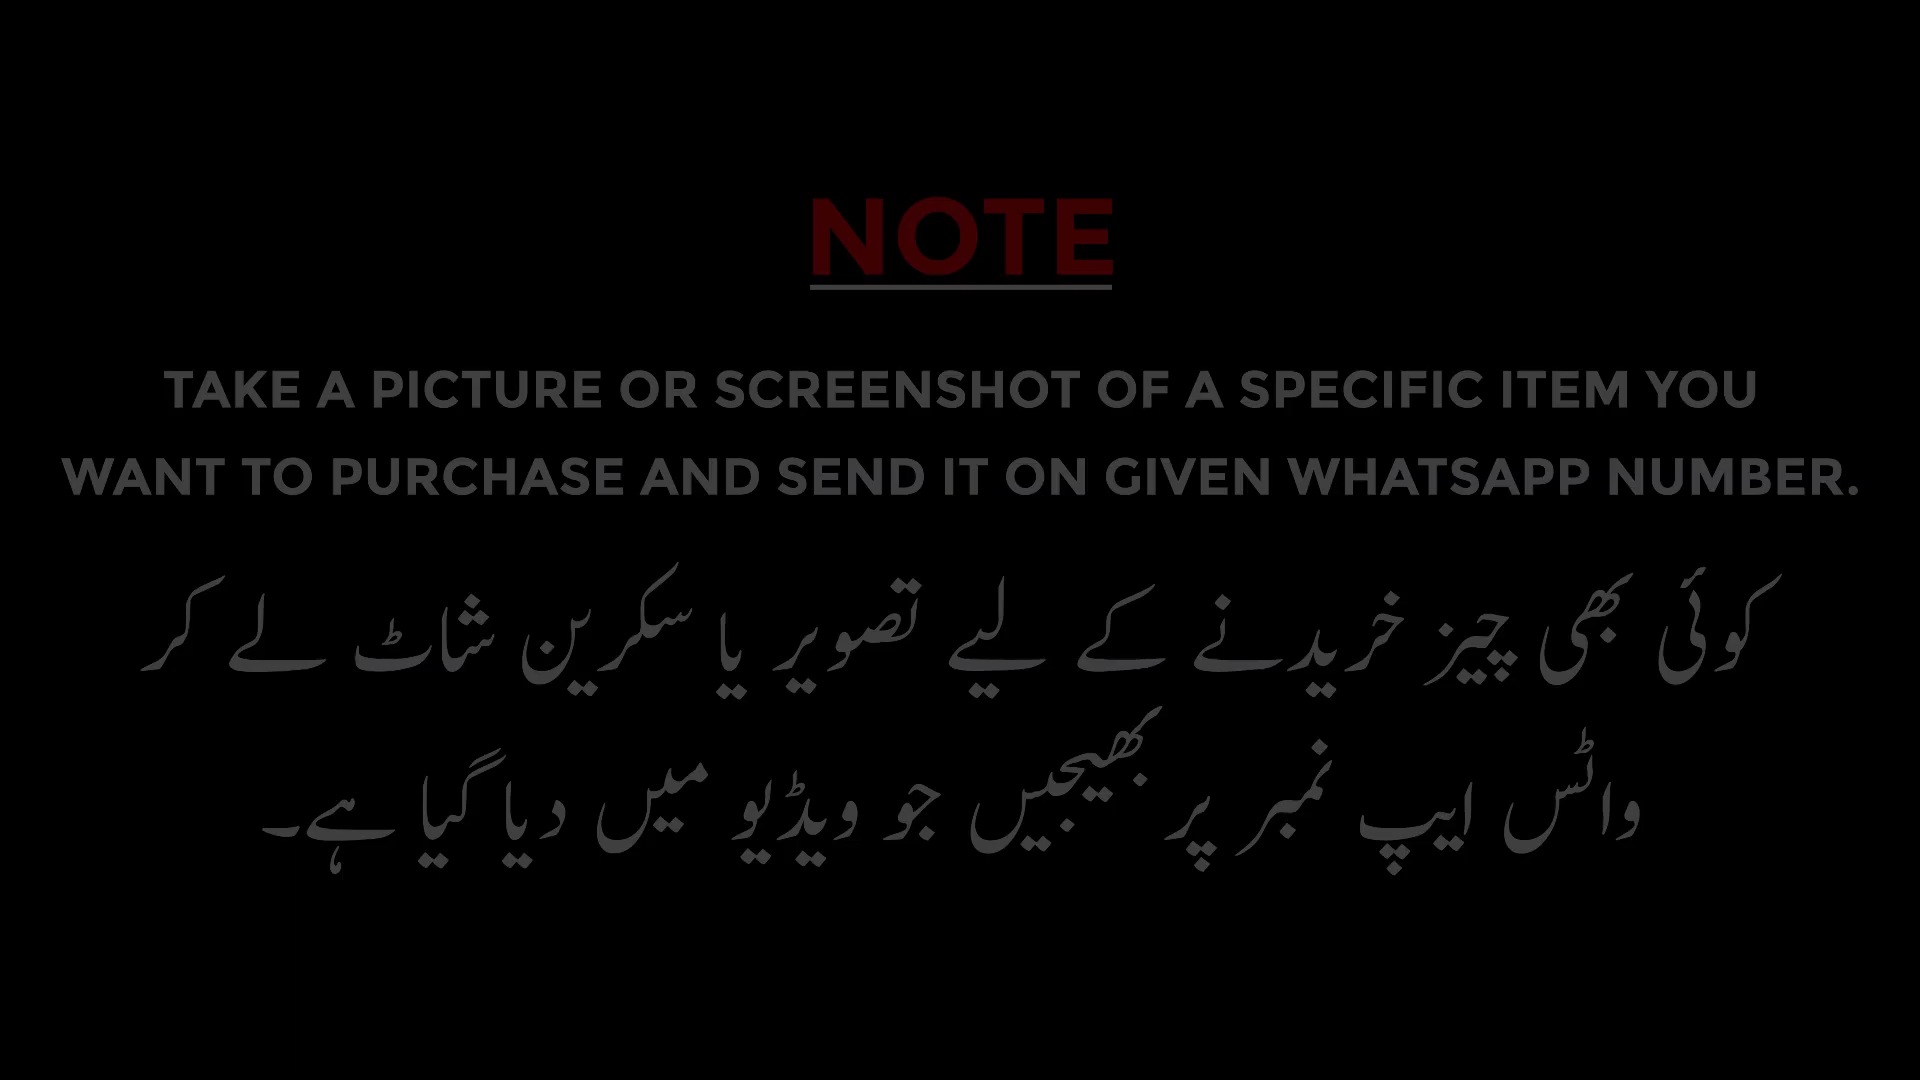 NOTE
TAKE A PICTURE OR SCREENSHOT OF A SPECIFIC ITEM YOU
WANT TO PURCHASE AND SEND IT ON GIVEN WHATSAPP NUMBER.
کوئی بھی چیز خریدنے کے لیے تصویر یا سکرین شاٹ لے کر
واٹس ایپ نمبر پر بھیجیں جو ویڈیو میں دیا گیا ہے۔